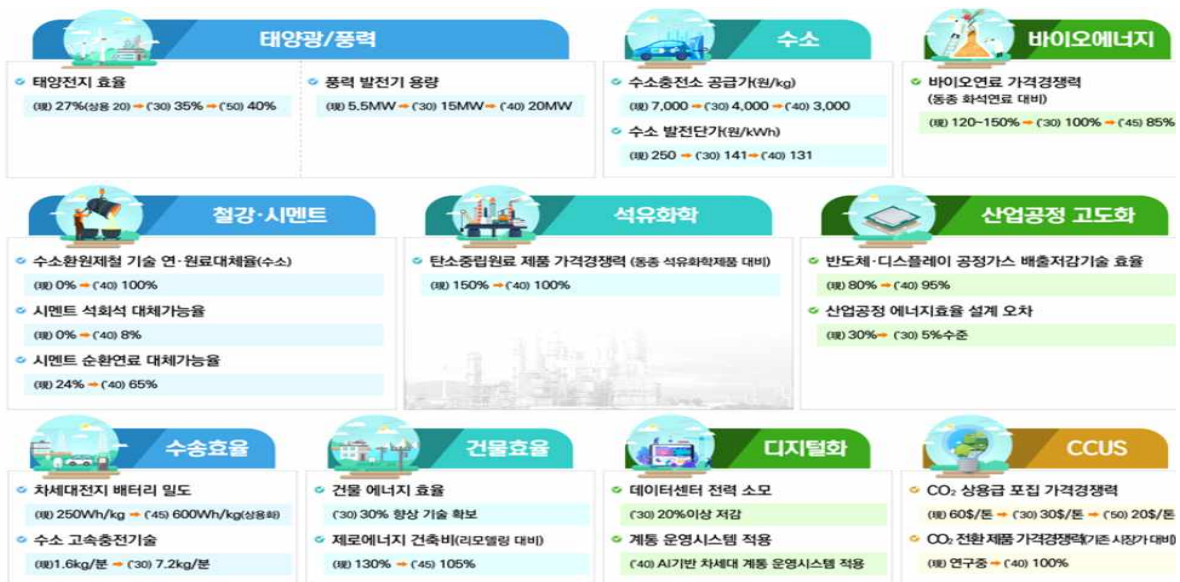 태양광/풍력
태양전지 효율
(現) 27%(상용 20) → ('30) 35% → ('50) 40%
풍력 발전기 용량
(現) 5.5MW → ('30) 15MW → ('40) 20MW
수소
수소충전소 공급가(원/kg)
(現) 7,000 → ('30) 4,000 → ('40) 3,000
수소 발전단가(원/kWh)
(現) 250 → ('30) 141 → ('40) 131
바이오에너지
바이오연료 가격경쟁력
(동종 화석연료 대비)
(現) 120~150% → ('30) 100% → ('45) 85%
철강·시멘트
수소환원제철 기술 연·원료대체율(수소)
(現) 0% → ('40) 100%
시멘트 석회석 대체가능율
(現) 0% → ('40) 8%
시멘트 순환연료 대체가능율
(現) 24% → ('40) 65%
석유화학
탄소중립원료 제품 가격경쟁력 (동종 석유화학제품 대비)
(現) 150% → ('40) 100%
산업공정 고도화
반도체·디스플레이 공정가스 배출저감기술 효율
(現) 80% → ('40) 95%
산업공정 에너지효율 설계 오차
(現) 30% → ('30) 5%수준
수송효율
차세대전지 배터리 밀도
(現) 250Wh/kg → ('45) 600Wh/kg(상용화)
수소 고속충전기술
(現)1.6kg/분 → ('30) 7.2kg/분
건물효율
건물 에너지 효율
('30) 30% 향상 기술 확보
제로에너지 건축비(리모델링 대비)
(現) 130% → ('45) 105%
디지털화
데이터센터 전력 소모
('30) 20%이상 저감
계통 운영시스템 적용
('40) AI기반 차세대 계통 운영시스템 적용
CCUS
CO₂ 상용급 포집 가격경쟁력
(現) 60$/톤 → ('30) 30$/톤 → ('50) 20$/톤
CO₂ 전환 제품 가격경쟁력(기존 시장가 대비)
(現) 연구중 → ('40) 100%